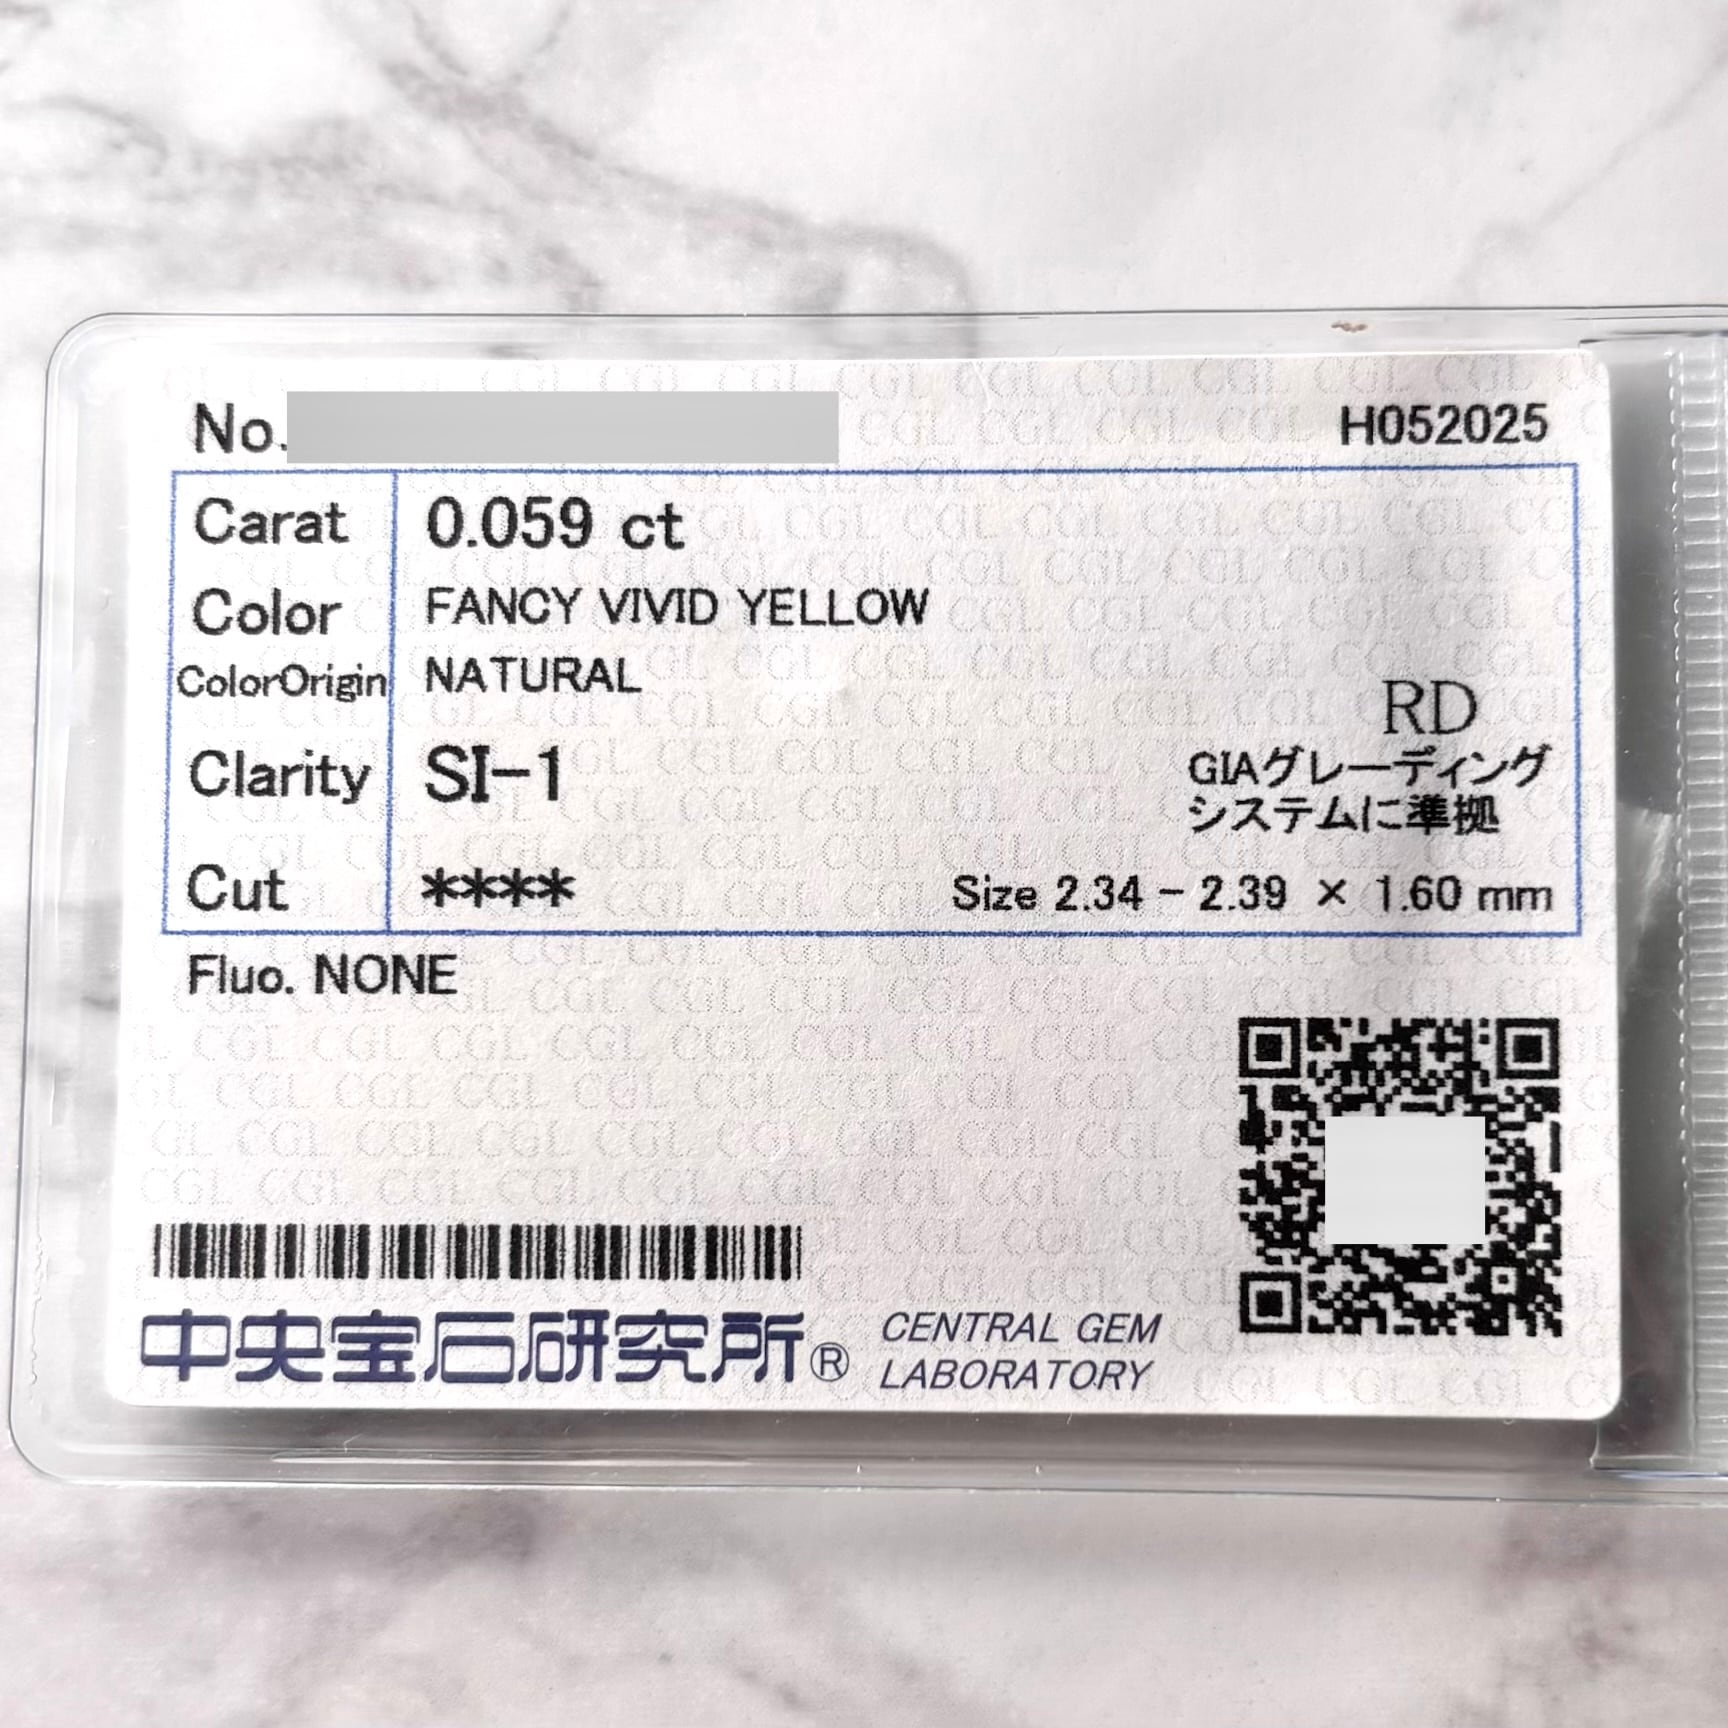 No. H052025
Carat 0.059 ct
Color FANCY VIVID YELLOW
ColorOrigin NATURAL
RD
Clarity SI-1
GIAグレーディング
システムに準拠
Cut **** Size 2.34 - 2.39 × 1.60 mm
Fluo. NONE
中央宝石研究所® CENTRAL GEM
LABORATORY